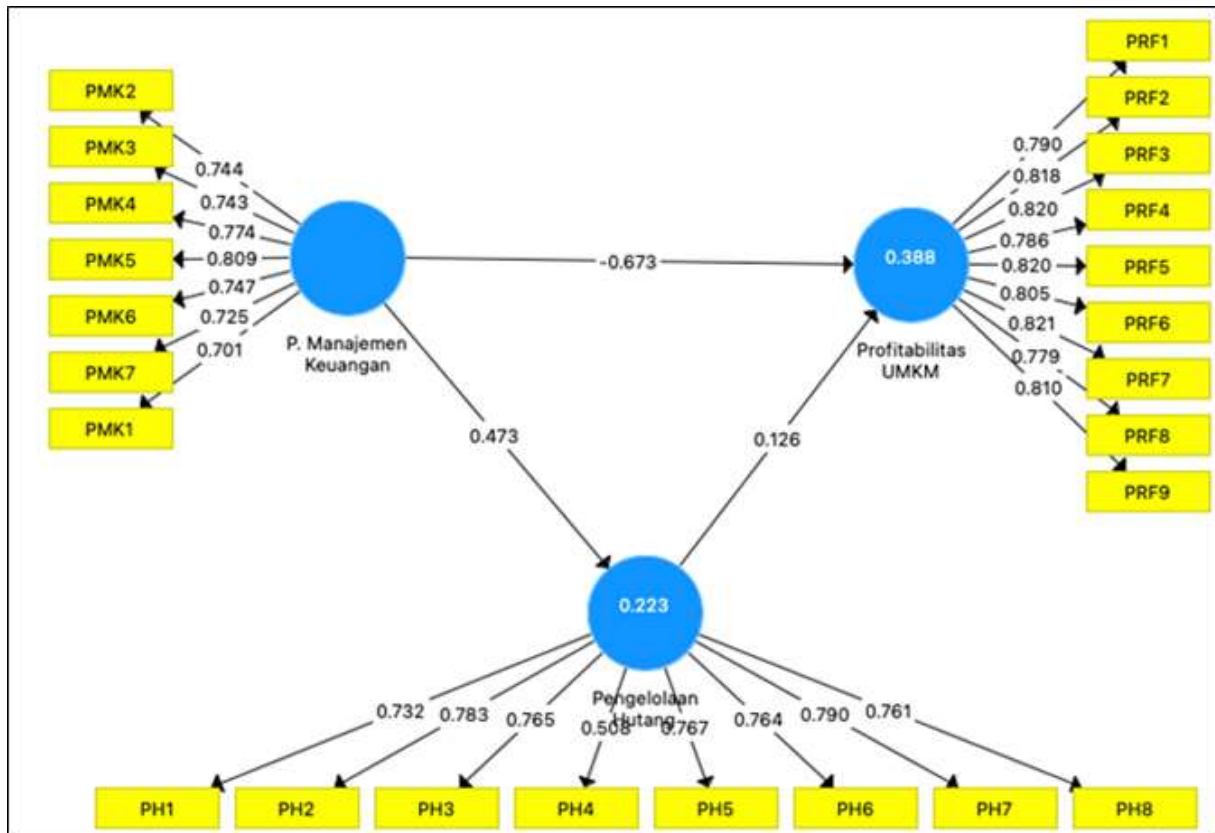 PRF1
PMK2
PRF2
PMK3
0.790
PRF3
0.744
0.818
PMK4
0.743
0.820
PRF4
0.774
0.786
PMK5
0.809
-0.673
0.388
0.820
PRF5
0.747
0.805
PMK6
0.725
0.821
PRF6
0.701
P. Manajemen
Keuangan
Profitabilitas
UMKM
0.779
PMK7
0.810
PRF7
PMK1
0.473
0.126
PRF8
PRF9
0.223
Pengelolaan
Hutang
0.732
0.783
0.765
0.508
0.767
0.764
0.790
0.761
PH1
PH2
PH3
PH4
PH5
PH6
PH7
PH8